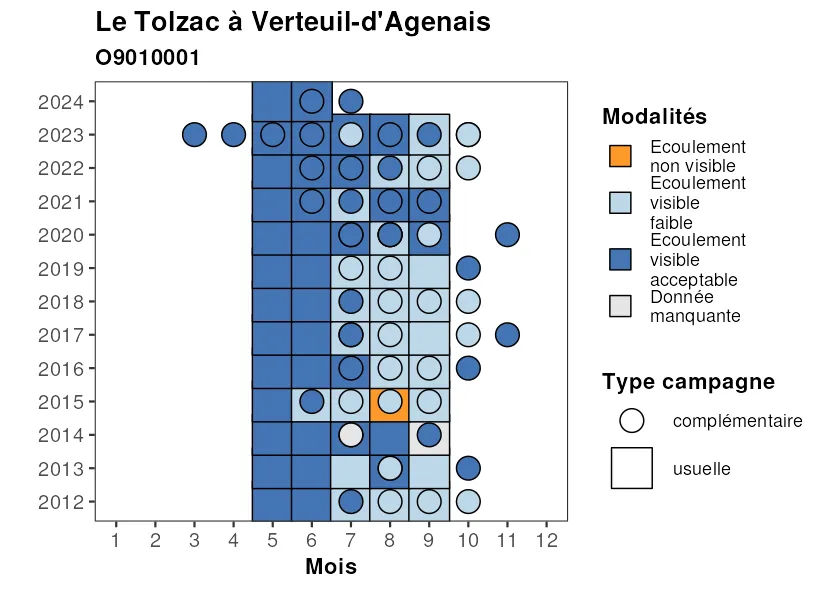 Le Tolzac à Verteuil-d'Agenais
O9010001
2024
2023
2022
2021
2020
2019
2018
2017
2016
2015
2014
2013
2012
1 2 3 4 5 6 7 8 9 10 11 12
Mois
Modalités
Ecoulement
non visible
Ecoulement
visible
faible
Ecoulement
visible
acceptable
Donnée
manquante
Type campagne
complémentaire
usuelle